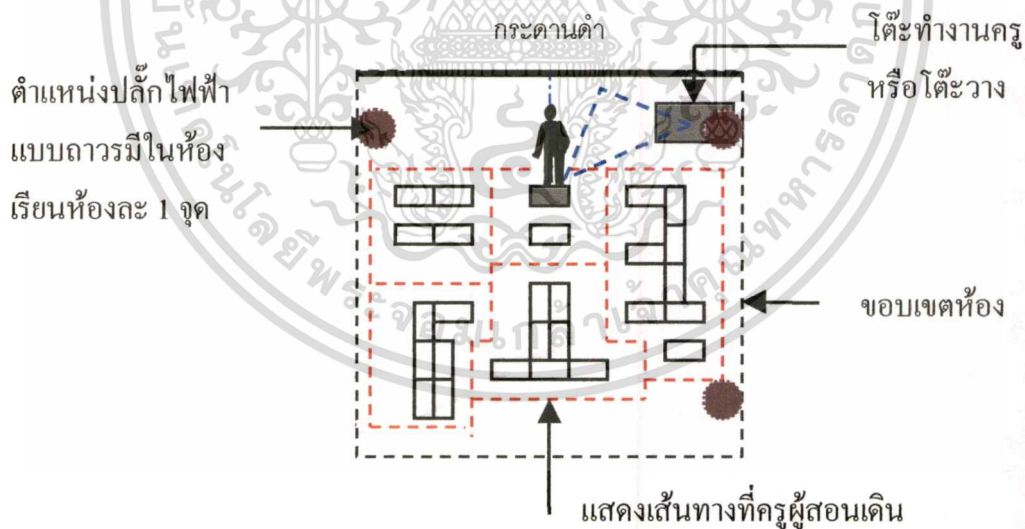 กระดานดำ
โต๊ะทำงานครู
หรือโต๊ะวาง
ตำแหน่งปลั๊กไฟฟ้า
แบบถาวรมีในห้อง
เรียนห้องละ 1 จุด
ขอบเขตห้อง
แสดงเส้นทางที่ครูผู้สอนเดิน